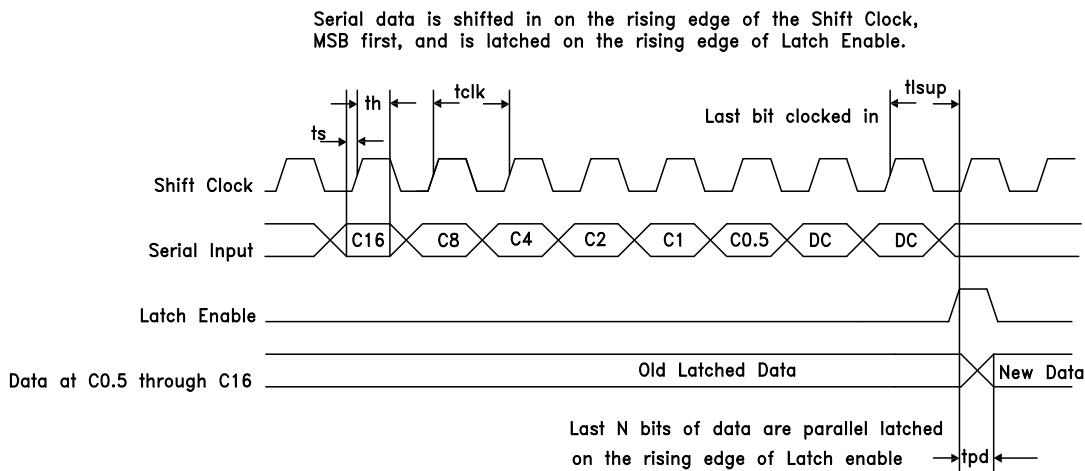 Serial data is shifted in on the rising edge of the Shift Clock,
MSB first, and is latched on the rising edge of Latch Enable.
th
tclk
tlsup
ts
Last bit clocked in
Shift Clock
Serial Input
C16
C8
C4
C2
C1
C0.5
DC
DC
Latch Enable
Data at C0.5 through C16
Old Latched Data
New Data
Last N bits of data are parallel latched
on the rising edge of Latch enable
tpd